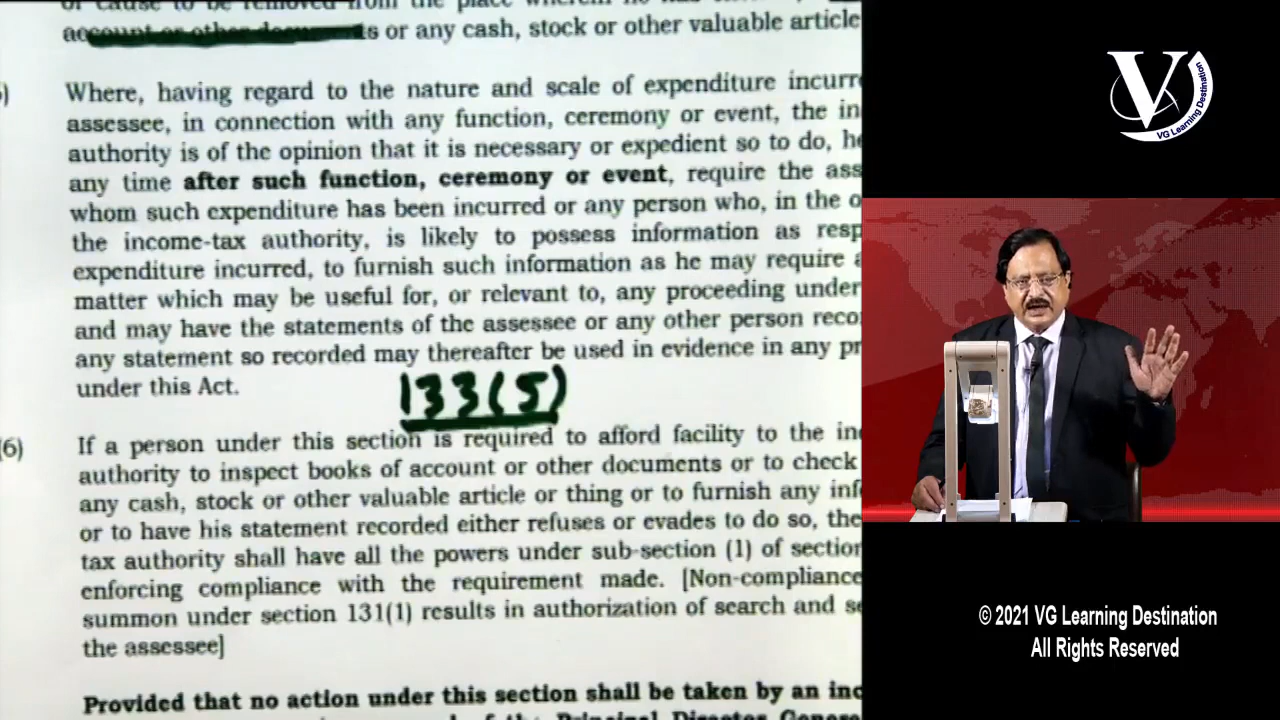 or cause to be removed from the place wherein he has
account or other documents or any cash, stock or other valuable article
Where, having regard to the nature and scale of expenditure incurr
assessee, in connection with any function, ceremony or event, the in
authority is of the opinion that it is necessary or expedient so to do, he
any time after such function, ceremony or event, require the ass
whom such expenditure has been incurred or any person who, in the o
the income-tax authority, is likely to possess information as resp
expenditure incurred, to furnish such information as he may require a
matter which may be useful for, or relevant to, any proceeding under
and may have the statements of the assessee or any other person reco
any statement so recorded may thereafter be used in evidence in any pr
under this Act.
133(5)
(6) If a person under this section is required to afford facility to the in
authority to inspect books of account or other documents or to check
any cash, stock or other valuable article or thing or to furnish any inf
or to have his statement recorded either refuses or evades to do so, the
tax authority shall have all the powers under sub-section (1) of section
enforcing compliance with the requirement made. [Non-compliance
summon under section 131(1) results in authorization of search and se
the assessee]
Provided that no action under this section shall be taken by an inc
V
VG Learning Destination
© 2021 VG Learning Destination
All Rights Reserved